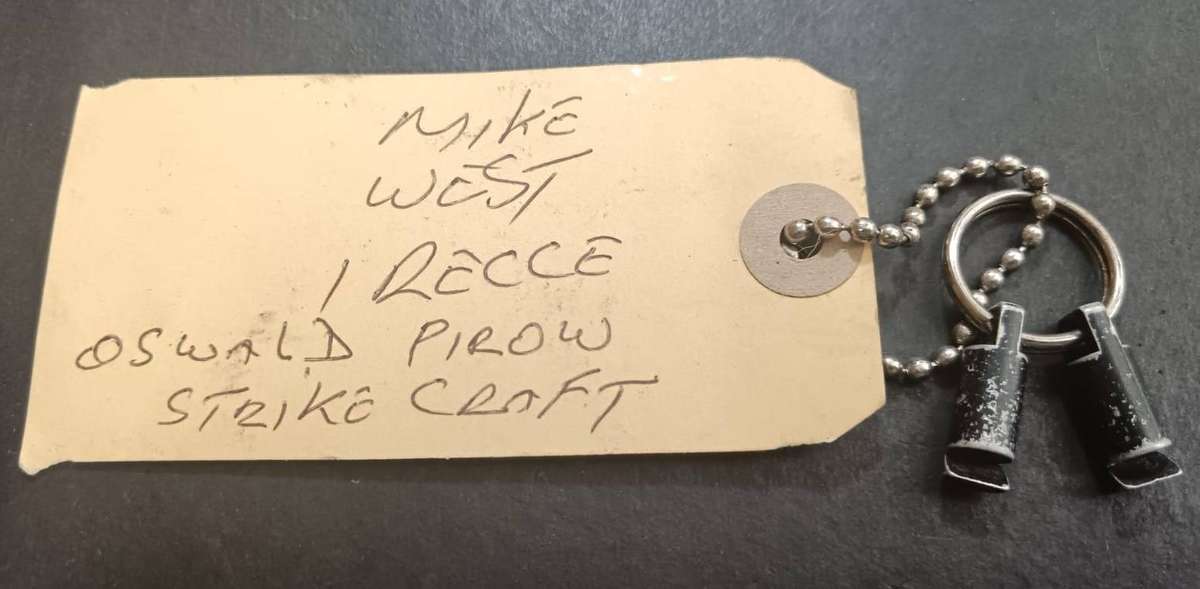 MIKE
WEST
1 RECCE
OSWALD PIROW
STRIKE CRAFT